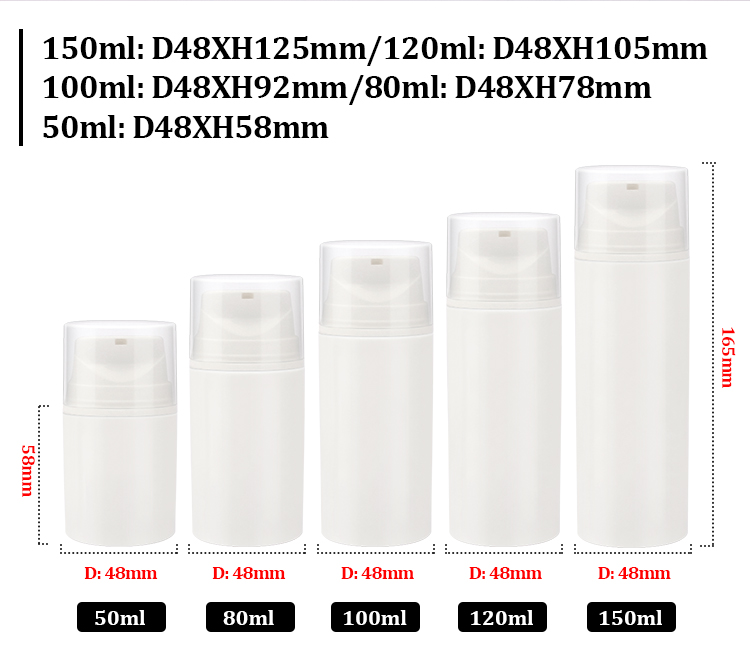 150ml: D48XH125mm/120ml: D48XH105mm
100ml: D48XH92mm/80ml: D48XH78mm
50ml: D48XH58mm
165mm
58mm
D: 48mm D: 48mm D: 48mm D: 48mm D: 48mm
50ml 80ml 100ml 120ml 150ml